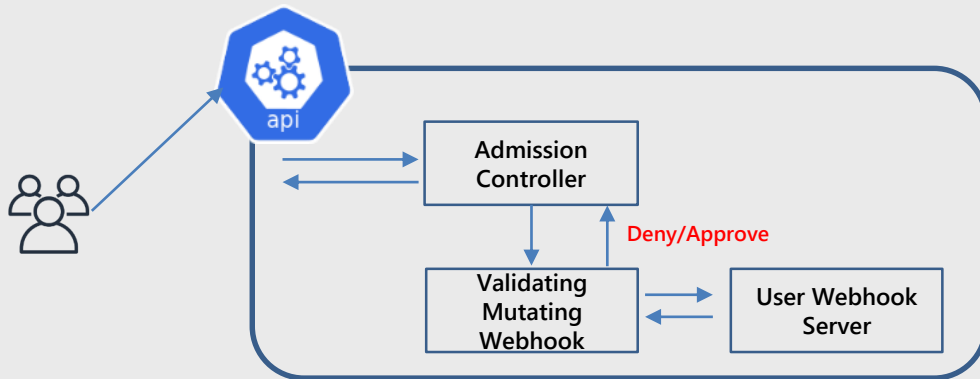 api
Admission
Controller
Deny/Approve
Validating
Mutating
Webhook
User Webhook
Server